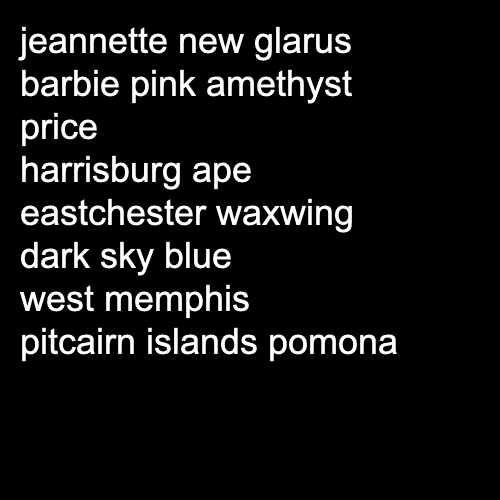 jeannette new glarus
barbie pink amethyst
price
harrisburg ape
eastchester waxwing
dark sky blue
west memphis
pitcairn islands pomona